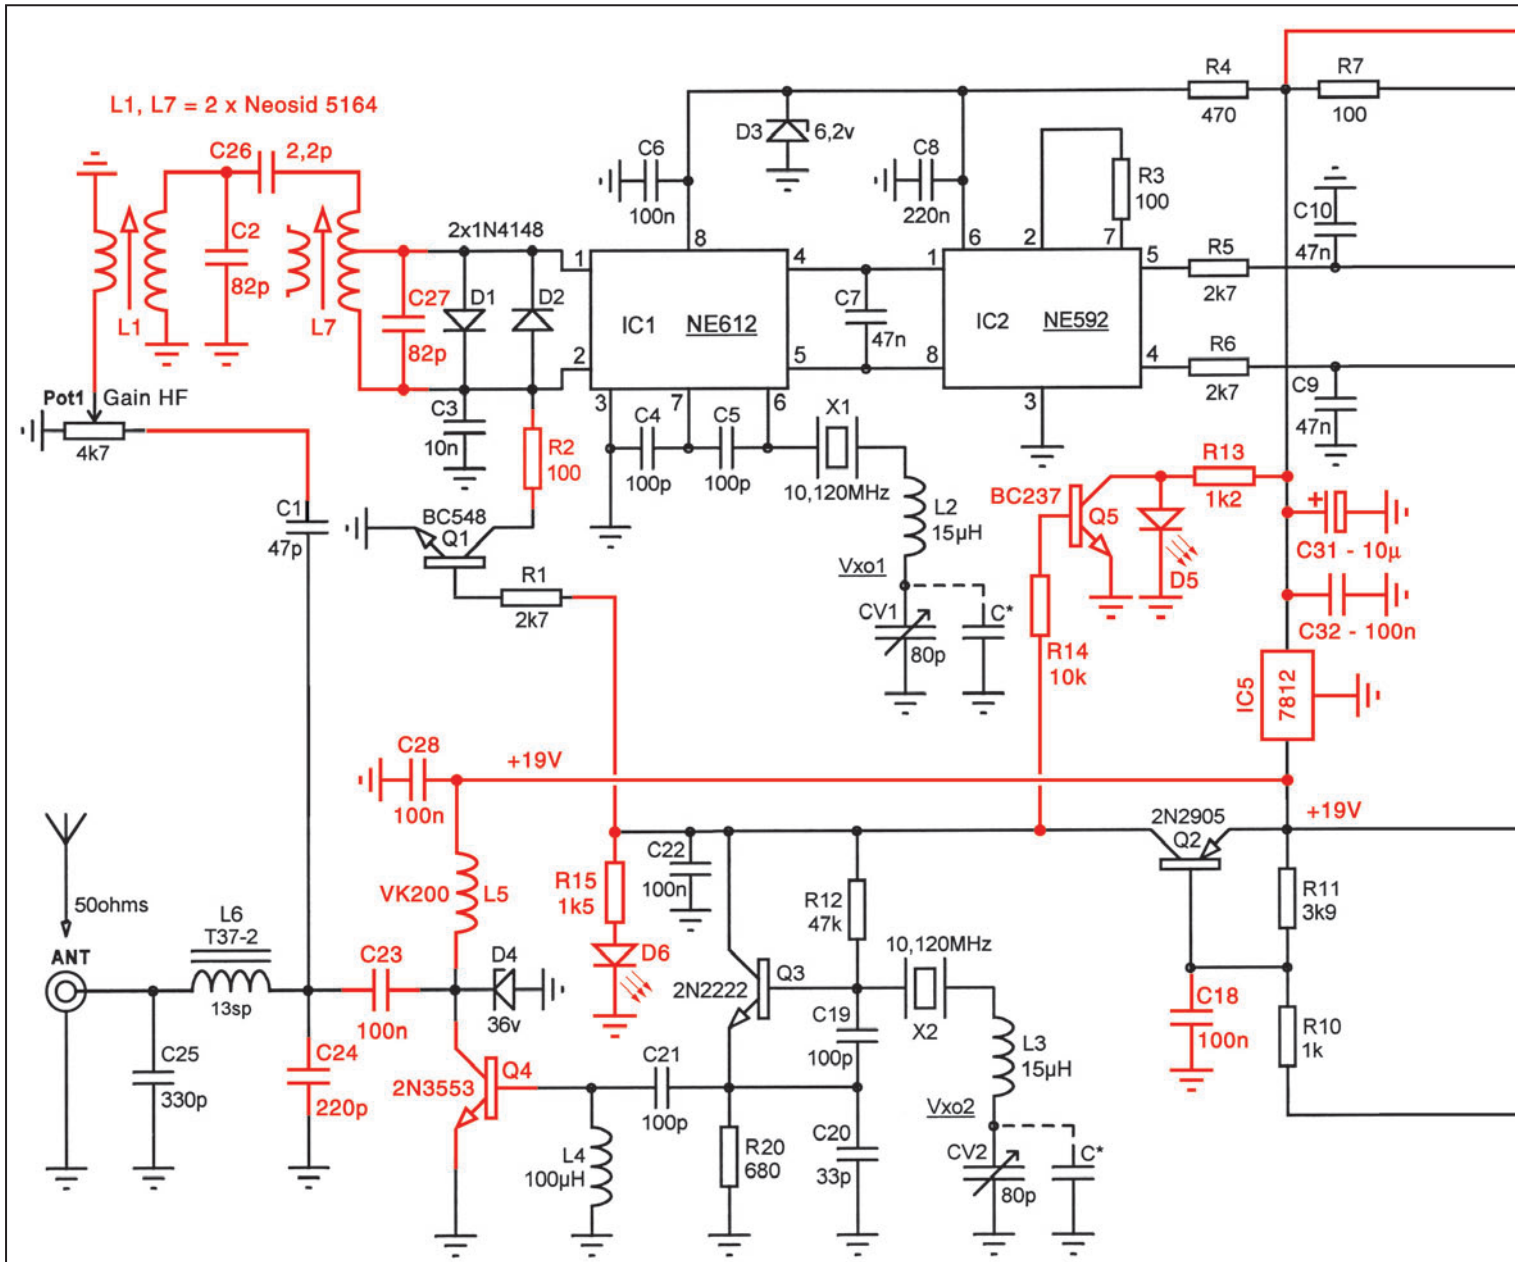 L1, L7 = 2 x Neosid 5164
C26
2,2p
C2
82p
L1
L7
C27
82p
2x1N4148
D1
D2
C6
100n
D3
6,2v
C8
220n
R4
470
R7
100
R3
100
8
1
2
3
7
6
4
5
IC1
NE612
C7
47n
6
2
7
1
8
3
5
4
IC2
NE592
R5
2k7
R6
2k7
C10
47n
C9
47n
Pot1
Gain HF
4k7
C3
10n
R2
100
C4
100p
C5
100p
X1
10,120MHz
L2
15µH
Vxo1
CV1
80p
C*
C1
47p
BC548
Q1
R1
2k7
BC237
Q5
R13
1k2
D5
R14
10k
+
C31 - 10µ
C32 - 100n
IC5
7812
C28
100n
+19V
+19V
2N2905
Q2
R11
3k9
C18
100n
R10
1k
50ohms
ANT
L6
T37-2
13sp
C25
330p
C24
220p
C23
100n
VK200
L5
D4
36v
2N3553
Q4
R15
1k5
D6
C22
100n
2N2222
Q3
R12
47k
10,120MHz
X2
C19
100p
C21
100p
L4
100µH
R20
680
C20
33p
L3
15µH
Vxo2
CV2
80p
C*